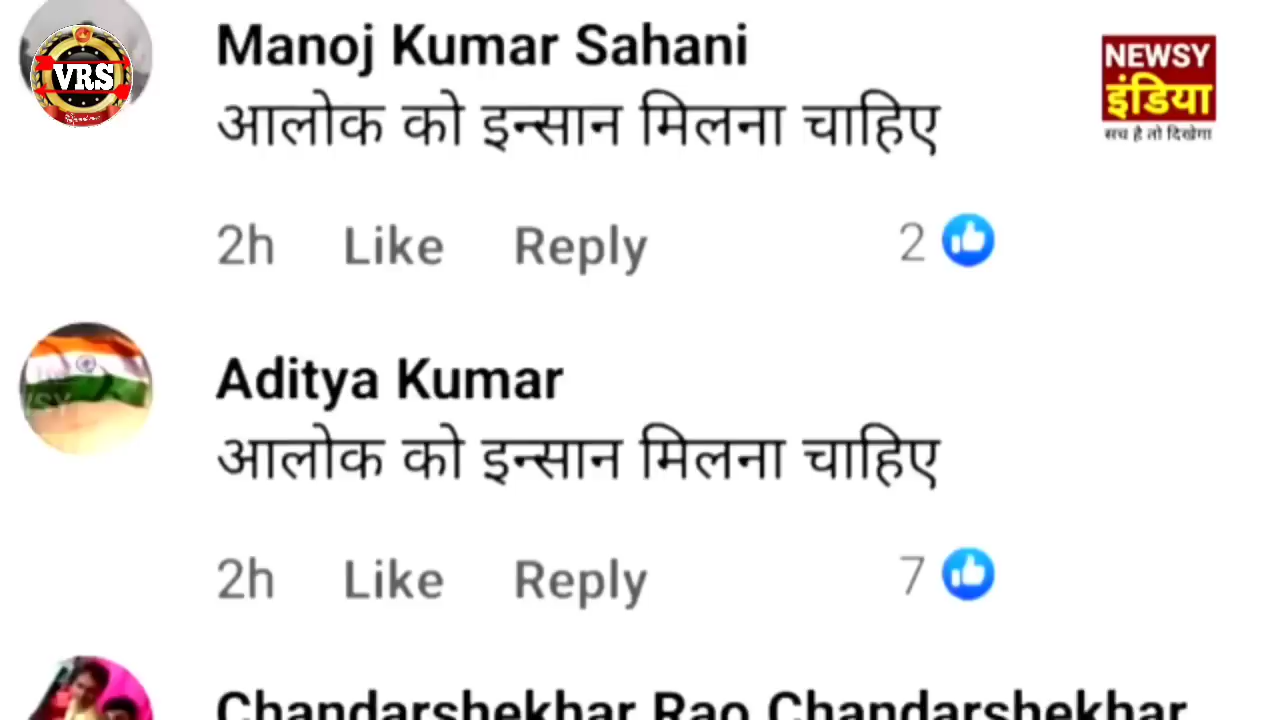 VRS
Manoj Kumar Sahani
आलोक को इन्सान मिलना चाहिए
2h Like Reply 2
NEWSY
इंडिया
सच है तो दिखेगा
Aditya Kumar
आलोक को इन्सान मिलना चाहिए
2h Like Reply 7
Chandarshekhar Rao Chandarshekhar